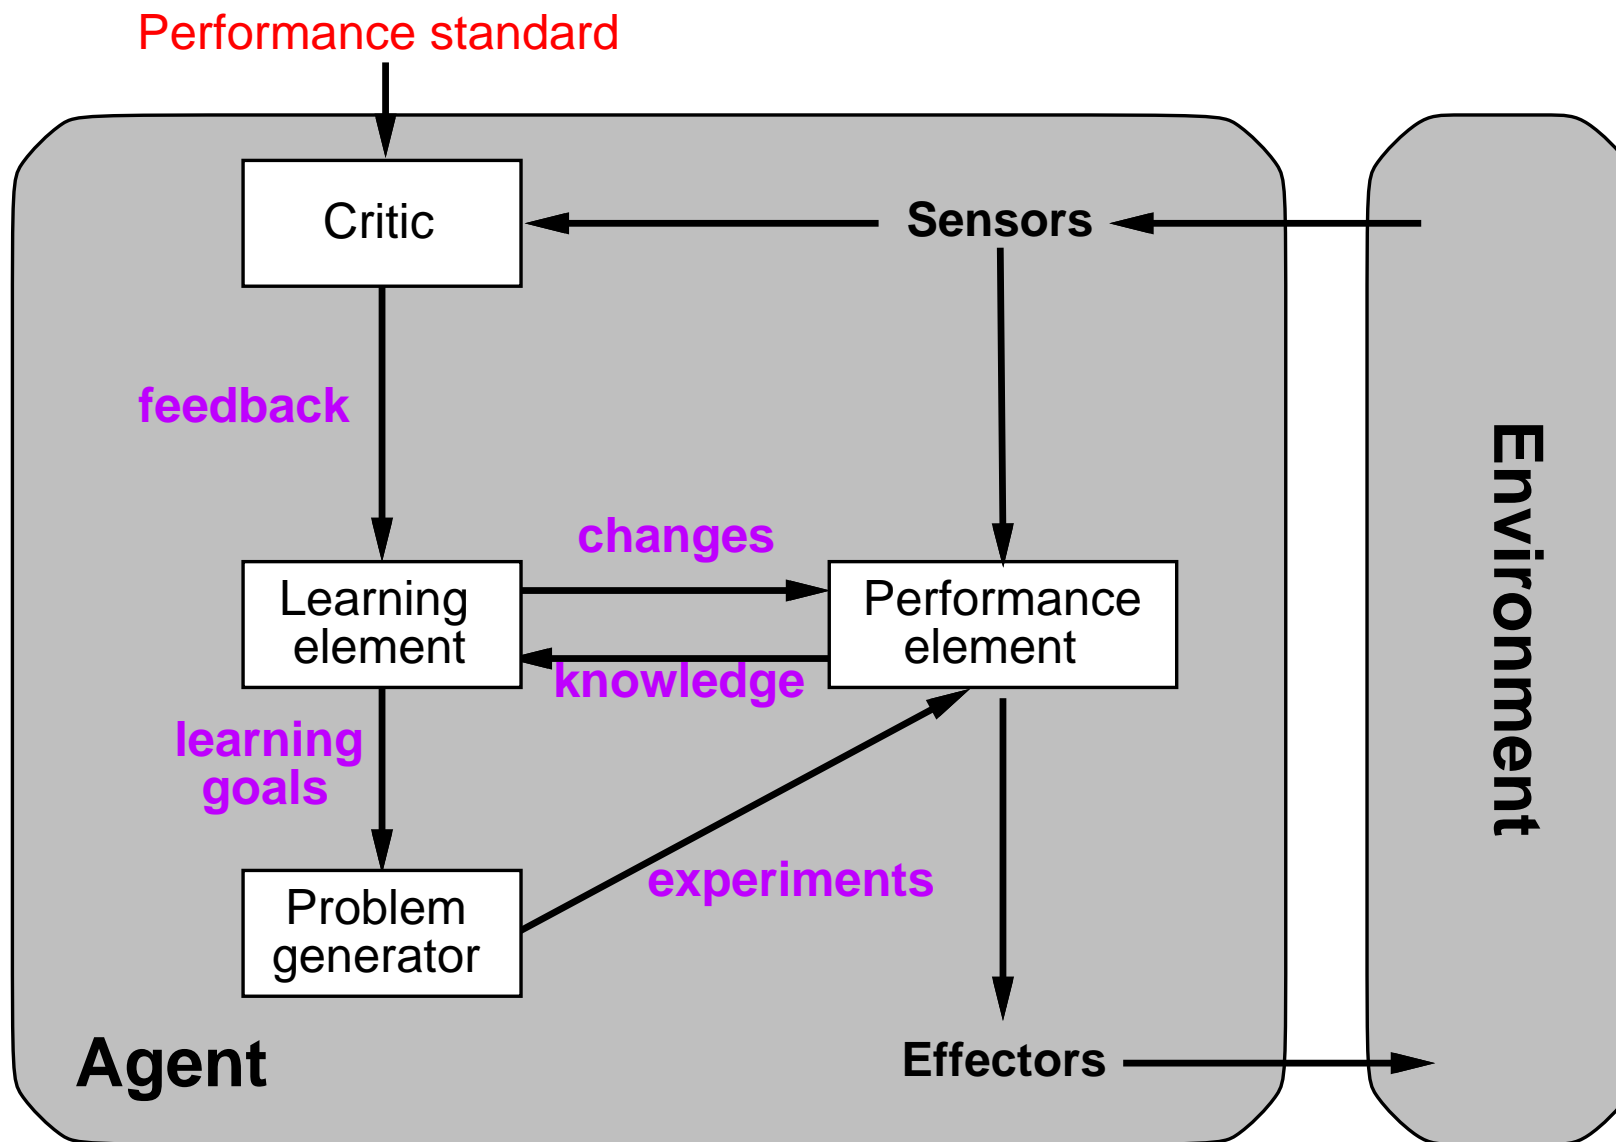 Performance standard
Critic
Sensors
feedback
changes
Learning
element
Performance
element
knowledge
learning
goals
experiments
Problem
generator
Agent
Effectors
Environment